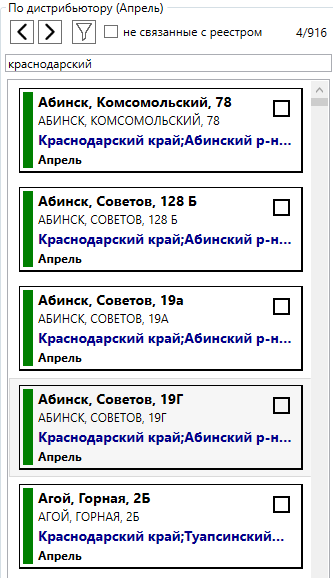 По дистрибьютору (Апрель)
не связанные с реестром 4/916
краснодарский
Абинск, Комсомольский, 78
АБИНСК, КОМСОМОЛЬСКИЙ, 78
Краснодарский край;Абинский р-н...
Апрель
Абинск, Советов, 128 Б
АБИНСК, СОВЕТОВ, 128 Б
Краснодарский край;Абинский р-н...
Апрель
Абинск, Советов, 19а
АБИНСК, СОВЕТОВ, 19А
Краснодарский край;Абинский р-н...
Апрель
Абинск, Советов, 19Г
АБИНСК, СОВЕТОВ, 19Г
Краснодарский край;Абинский р-н...
Апрель
Агой, Горная, 2Б
АГОЙ, ГОРНАЯ, 2Б
Краснодарский край;Туапсинский...
Апрель